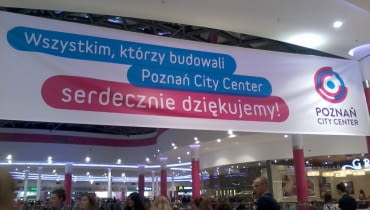 Wszystkim, którzy budowali
Poznań City Center
serdecznie dziękujemy!
POZNAŃ
CITY CENTER